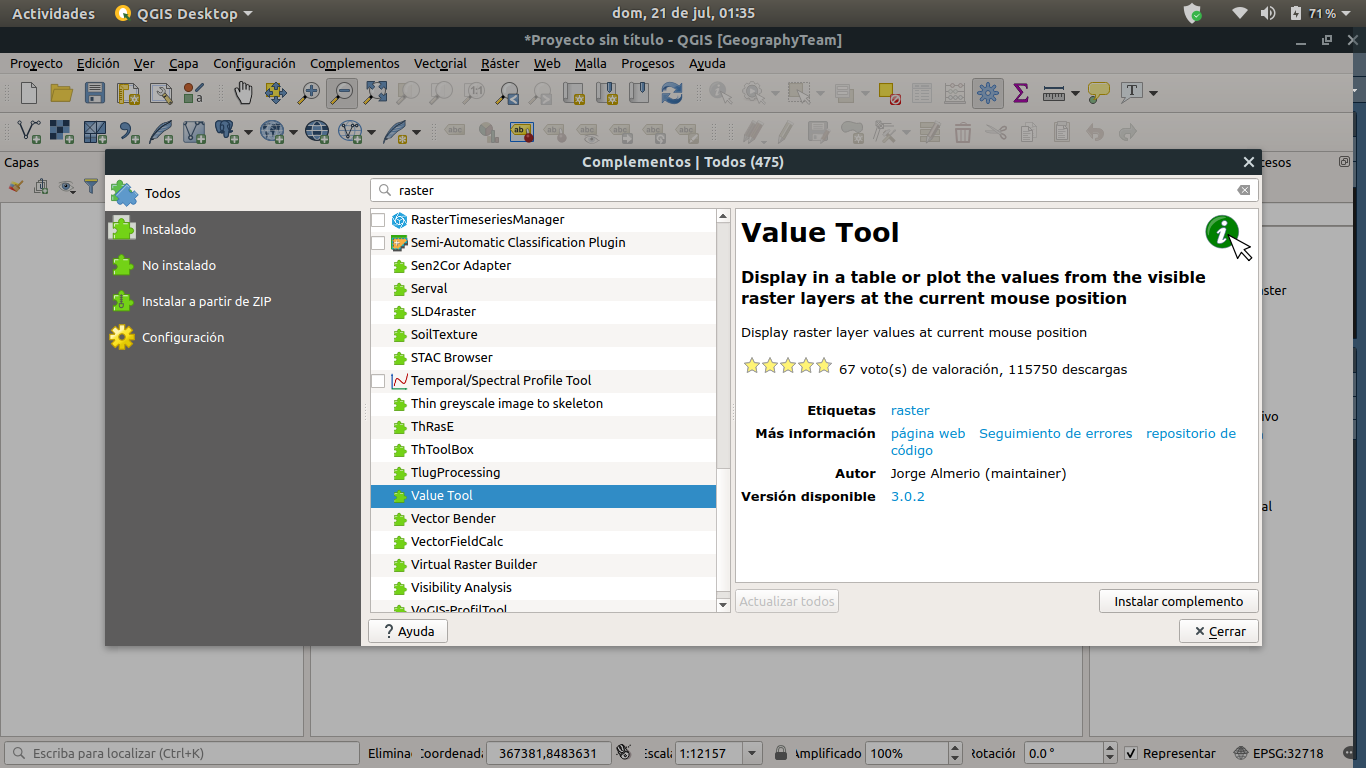 Actividades QGIS Desktop dom, 21 de jul, 01:35 71 %
*Proyecto sin título - QGIS [GeographyTeam]
Proyecto Edición Ver Capa Configuración Complementos Vectorial Ráster Web Malla Procesos Ayuda
Capas
Complementos | Todos (475)
Todos
Instalado
No instalado
Instalar a partir de ZIP
Configuración
raster
RasterTimeseriesManager
Semi-Automatic Classification Plugin
Sen2Cor Adapter
Serval
SLD4raster
SoilTexture
STAC Browser
Temporal/Spectral Profile Tool
Thin greyscale image to skeleton
ThRasE
ThToolBox
TlugProcessing
Value Tool
Vector Bender
VectorFieldCalc
Virtual Raster Builder
Visibility Analysis
VoGIS-ProfilTool
Value Tool
Display in a table or plot the values from the visible
raster layers at the current mouse position
Display raster layer values at current mouse position
67 voto(s) de valoración, 115750 descargas
Etiquetas raster
Más información página web Seguimiento de errores repositorio de
código
Autor Jorge Almerio (maintainer)
Versión disponible 3.0.2
Actualizar todos Instalar complemento
? Ayuda Cerrar
Escriba para localizar (Ctrl+K) 367381,8483631 1:12157 Amplificado 100% 0.0 ° Representar EPSG:32718